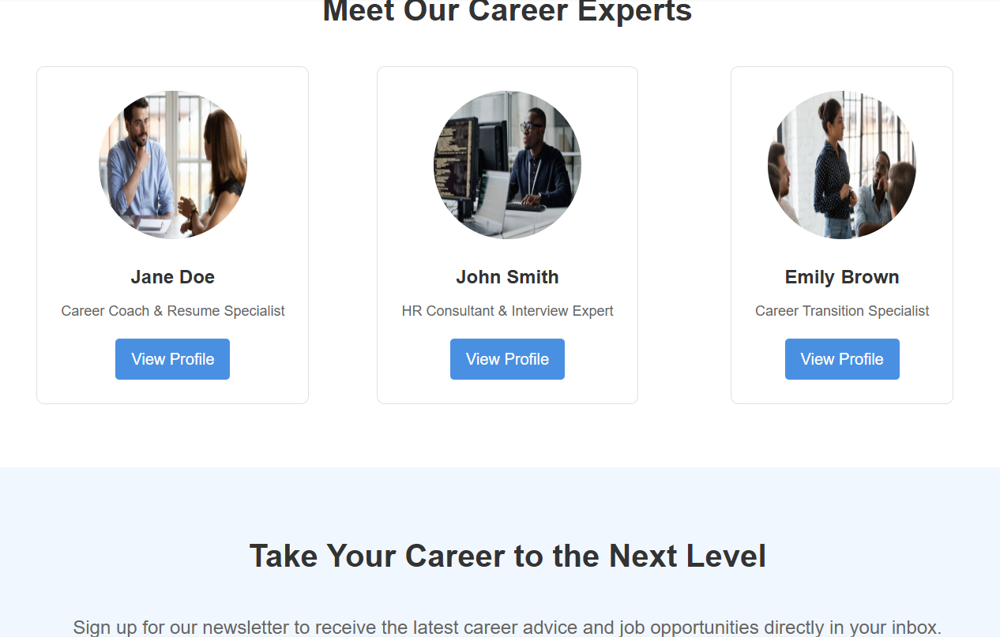 Meet Our Career Experts
Jane Doe
Career Coach & Resume Specialist
View Profile
John Smith
HR Consultant & Interview Expert
View Profile
Emily Brown
Career Transition Specialist
View Profile
Take Your Career to the Next Level
Sign up for our newsletter to receive the latest career advice and job opportunities directly in your inbox.